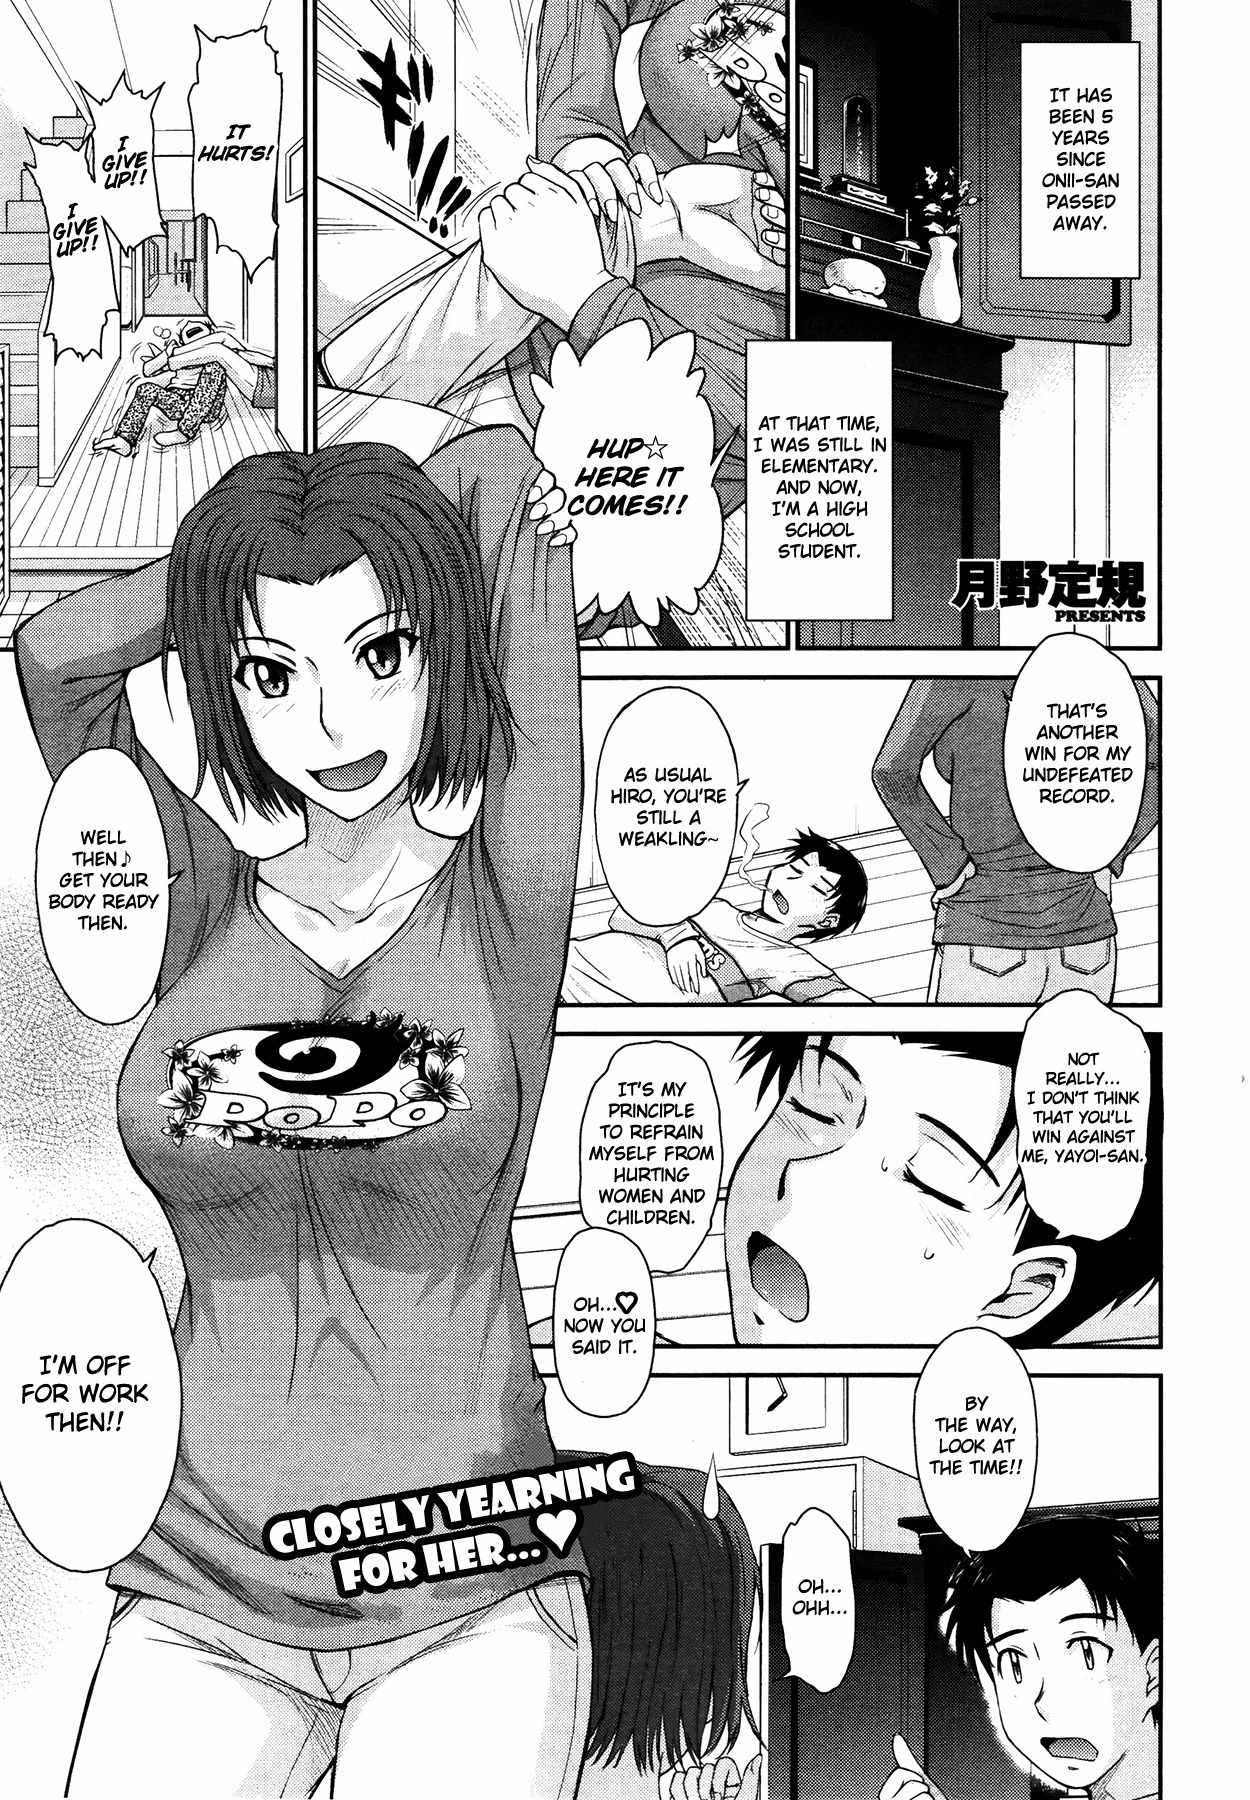 IT HAS
BEEN 5
YEARS
SINCE
ONII-SAN
PASSED
AWAY.
AT THAT TIME,
I WAS STILL IN
ELEMENTARY.
AND NOW,
I'M A HIGH
SCHOOL
STUDENT.
月野定規
PRESENTS
HUP☆
HERE IT
COMES!!
IT
HURTS!
I
GIVE
UP!!
I
GIVE
UP!!
THAT'S
ANOTHER
WIN FOR MY
UNDEFEATED
RECORD.
AS USUAL
HIRO, YOU'RE
STILL A
WEAKLING~
NOT
REALLY...
I DON'T THINK
THAT YOU'LL
WIN AGAINST
ME, YAYOI-SAN.
IT'S MY
PRINCIPLE
TO REFRAIN
MYSELF FROM
HURTING
WOMEN AND
CHILDREN.
OH...♥
NOW YOU
SAID IT.
BY
THE WAY,
LOOK AT
THE TIME!!
OH...
OHH...
WELL
THEN♪
GET YOUR
BODY READY
THEN.
POIPO
I'M OFF
FOR WORK
THEN!!
CLOSELY YEARNING
FOR HER...♥